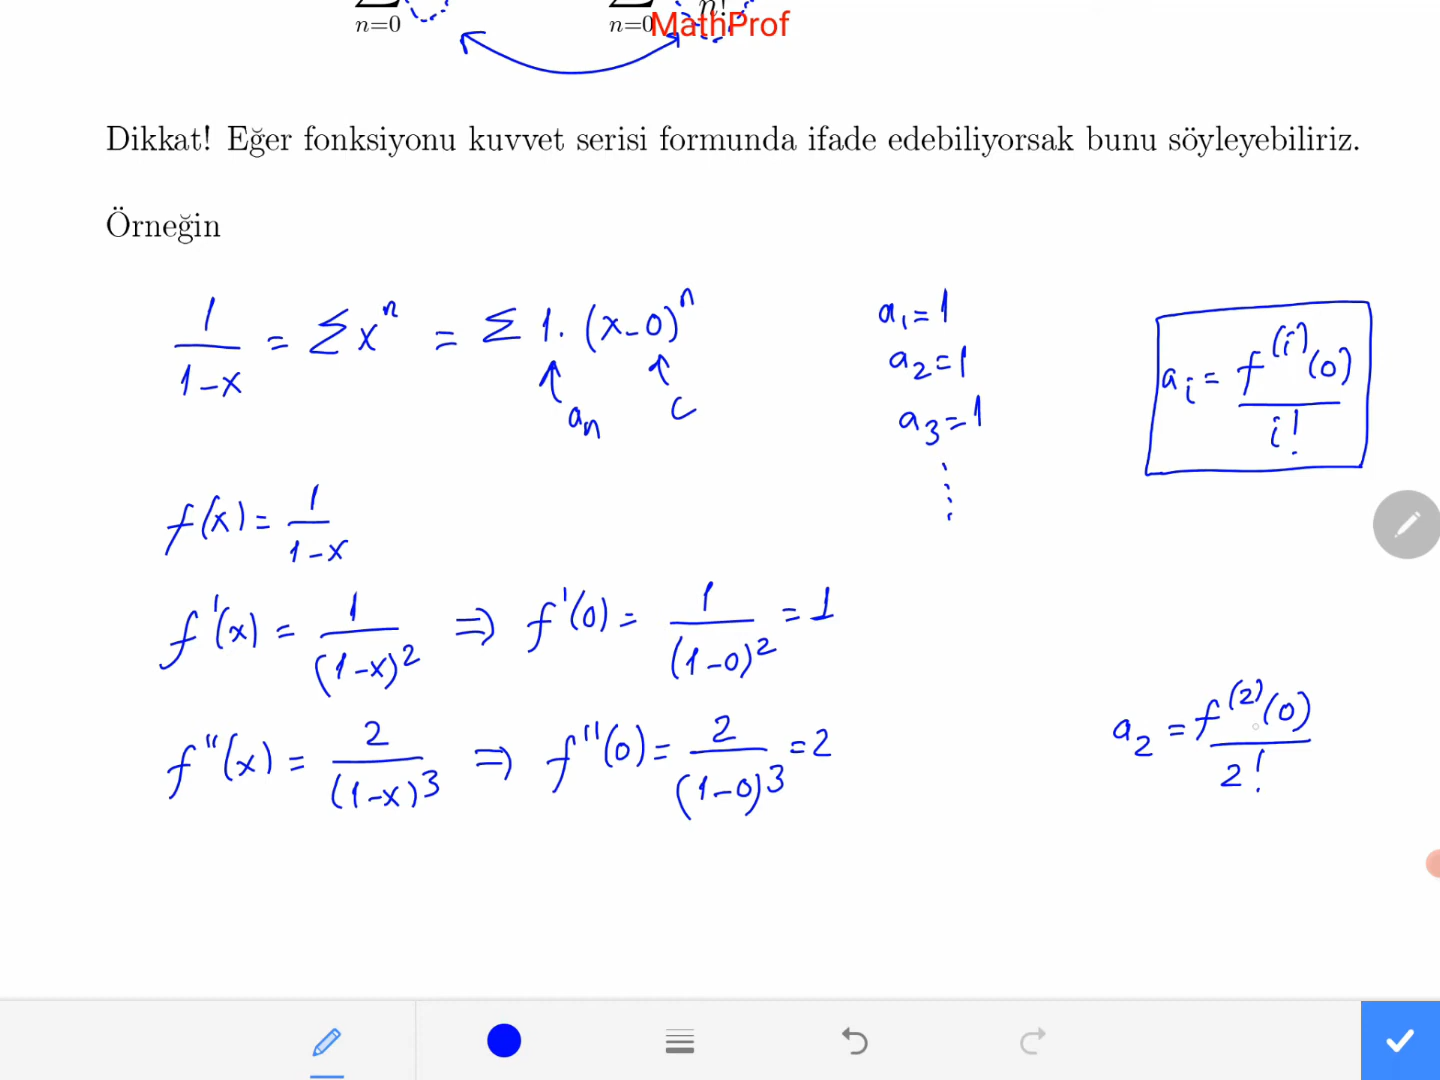 n=0 n=0 n!
MathProf
Dikkat! Eğer fonksiyonu kuvvet serisi formunda ifade edebiliyorsak bunu söyleyebiliriz.
Örneğin
1/(1-x) = Σ x^n = Σ 1. (x-0)^n
a_n c
a_1 = 1
a_2 = 1
a_3 = 1
a_i = f^(i)(0) / i!
f(x) = 1/(1-x)
f'(x) = 1/(1-x)^2 ⇒ f'(0) = 1/(1-0)^2 = 1
f''(x) = 2/(1-x)^3 ⇒ f''(0) = 2/(1-0)^3 = 2
a_2 = f^(2)(0) / 2!